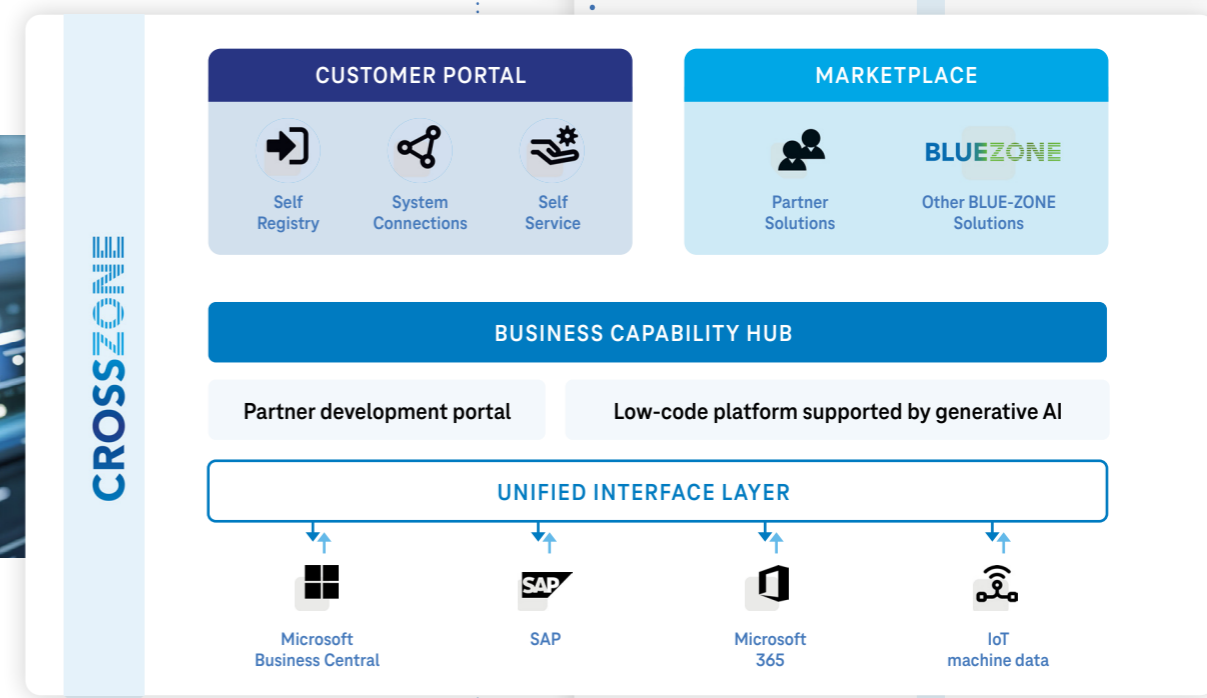 CROSSZONE
CUSTOMER PORTAL
Self
Registry
System
Connections
Self
Service
MARKETPLACE
Partner
Solutions
BLUEZONE
Other BLUE-ZONE
Solutions
BUSINESS CAPABILITY HUB
Partner development portal
Low-code platform supported by generative AI
UNIFIED INTERFACE LAYER
Microsoft
Business Central
SAP
SAP
Microsoft
365
IoT
machine data